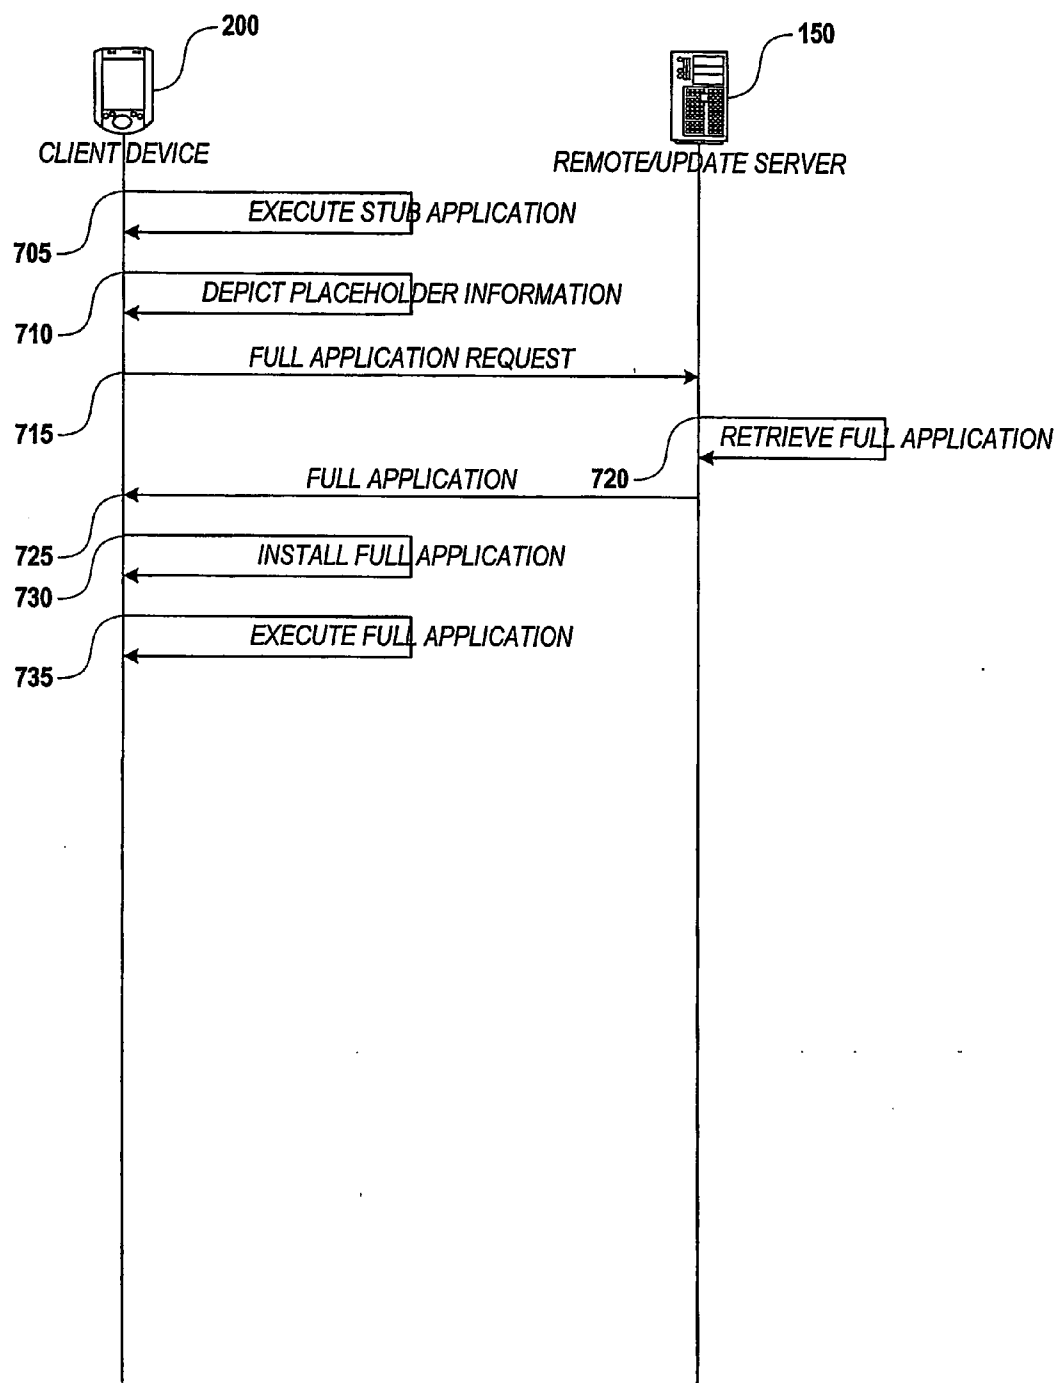 200
150
CLIENT DEVICE
REMOTE/UPDATE SERVER
EXECUTE STUB APPLICATION
705
DEPICT PLACEHOLDER INFORMATION
710
FULL APPLICATION REQUEST
715
RETRIEVE FULL APPLICATION
720
FULL APPLICATION
725
INSTALL FULL APPLICATION
730
EXECUTE FULL APPLICATION
735